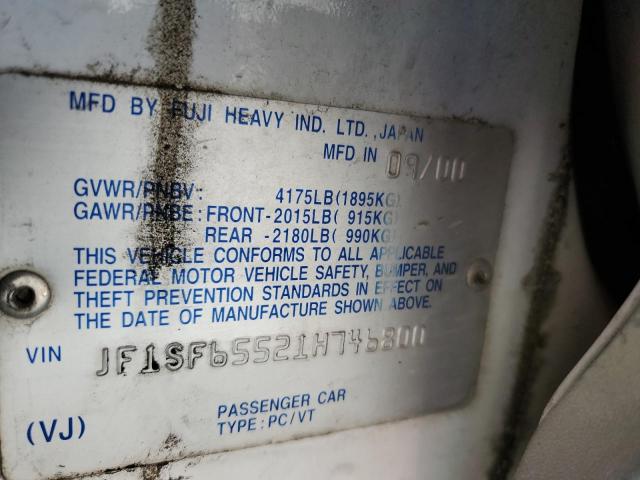 MFD BY FUJI HEAVY IND. LTD., JAPAN
MFD IN 09/00
GVWR/PNBV: 4175LB(1895KG)
GAWR/PNBE: FRONT-2015LB( 915KG)
REAR -2180LB( 990KG)
THIS VEHICLE CONFORMS TO ALL APPLICABLE
FEDERAL MOTOR VEHICLE SAFETY, BUMPER, AND
THEFT PREVENTION STANDARDS IN EFFECT ON
THE DATE OF MANUFACTURE SHOWN ABOVE.
VIN JF1SF65521H746800
(VJ) PASSENGER CAR
TYPE: PC/VT